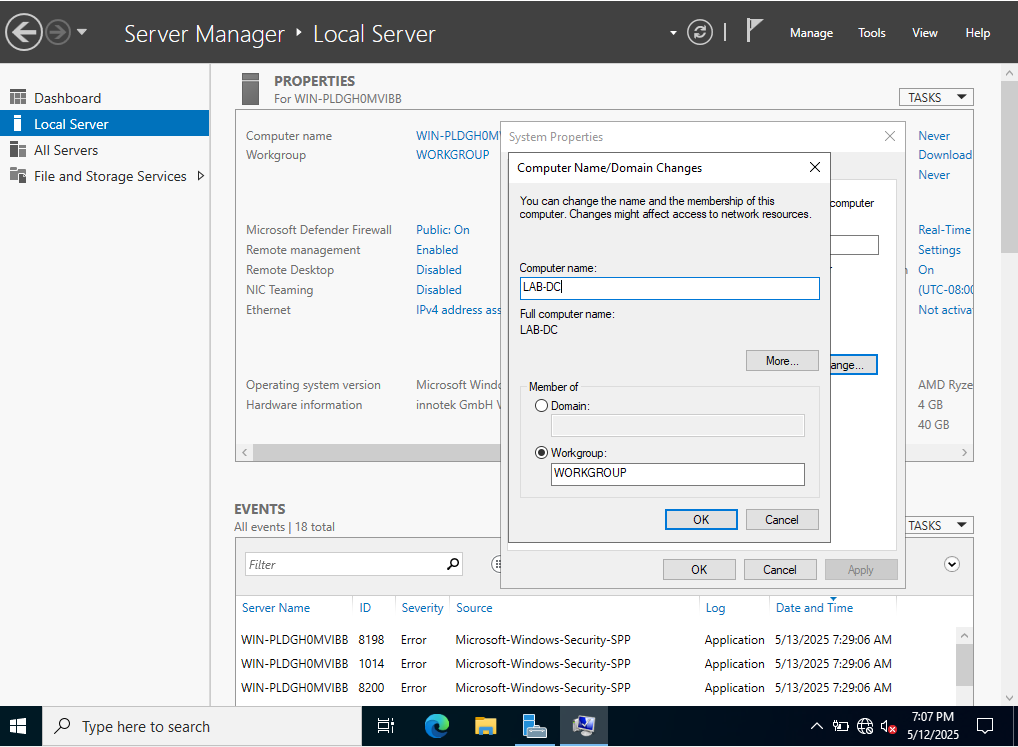 Server Manager ‣ Local Server
Manage Tools View Help
Dashboard
Local Server
All Servers
File and Storage Services
PROPERTIES
For WIN-PLDGH0MVIBB
TASKS
Computer name WIN-PLDGH0MV Never
Workgroup WORKGROUP Download
Never
Microsoft Defender Firewall Public: On Real-Time
Remote management Enabled Settings
Remote Desktop Disabled On
NIC Teaming Disabled (UTC-08:00
Ethernet IPv4 address ass Not activa
Operating system version Microsoft Windo AMD Ryze
Hardware information innotek GmbH V 4 GB
40 GB
System Properties
computer
ange...
OK Cancel Apply
Computer Name/Domain Changes
You can change the name and the membership of this
computer. Changes might affect access to network resources.
Computer name:
LAB-DC
Full computer name:
LAB-DC
More...
Member of
Domain:
Workgroup:
WORKGROUP
OK Cancel
EVENTS
All events | 18 total
TASKS
Filter
Server Name ID Severity Source Log Date and Time
WIN-PLDGH0MVIBB 8198 Error Microsoft-Windows-Security-SPP Application 5/13/2025 7:29:06 AM
WIN-PLDGH0MVIBB 1014 Error Microsoft-Windows-Security-SPP Application 5/13/2025 7:29:06 AM
WIN-PLDGH0MVIBB 8200 Error Microsoft-Windows-Security-SPP Application 5/13/2025 7:29:06 AM
Type here to search
7:07 PM
5/12/2025